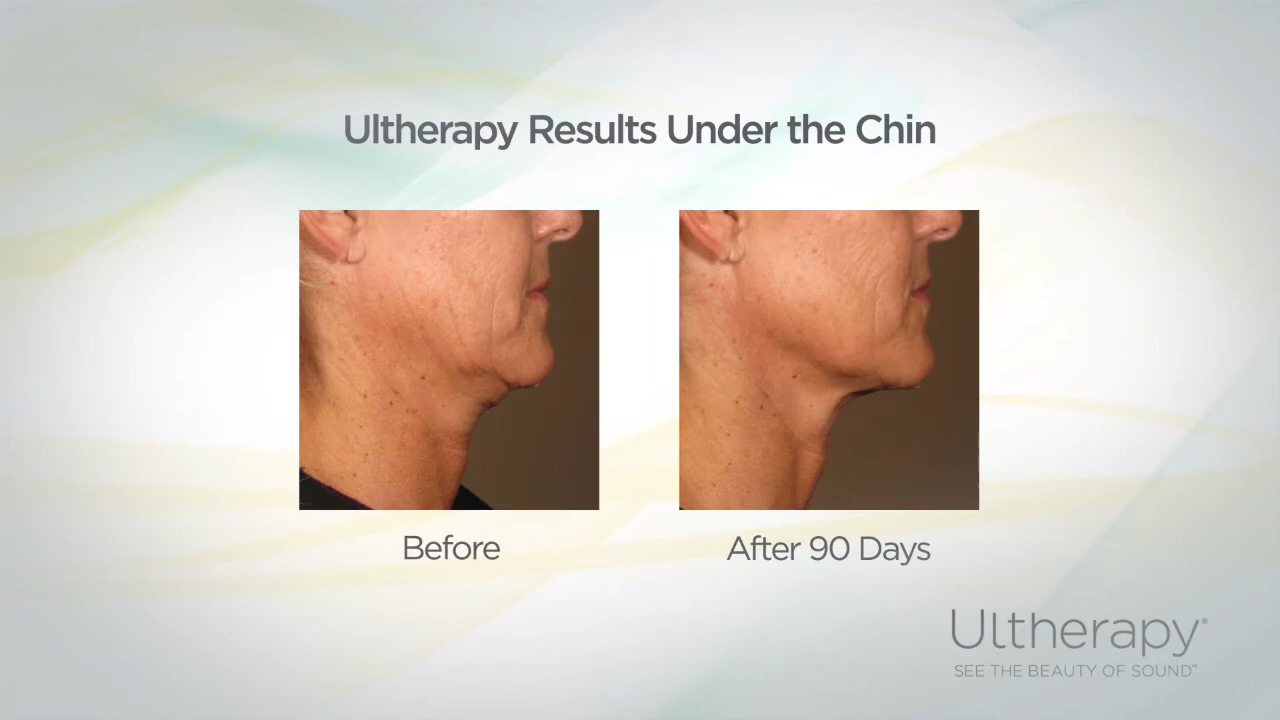 Ultherapy Results Under the Chin
Before
After 90 Days
Ultherapy®
SEE THE BEAUTY OF SOUND™